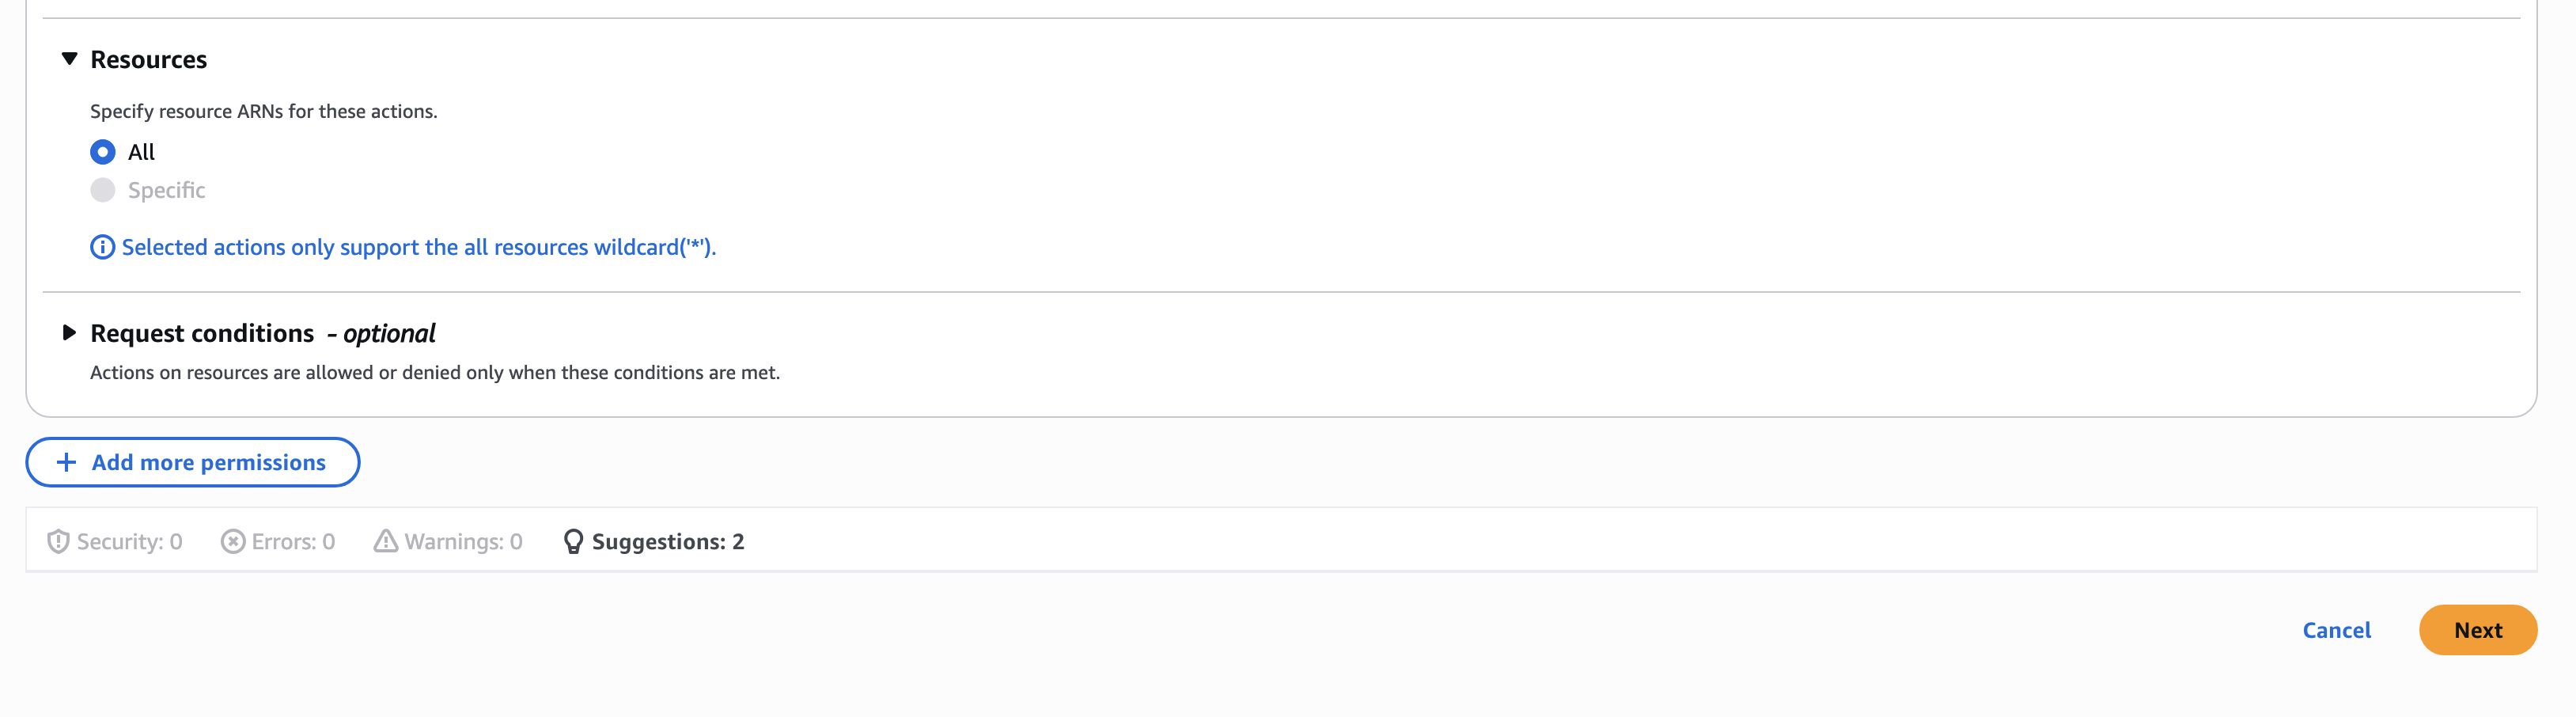 Resources
Specify resource ARNs for these actions.
All
Specific
Selected actions only support the all resources wildcard('*').
Request conditions - optional
Actions on resources are allowed or denied only when these conditions are met.
+ Add more permissions
Security: 0 Errors: 0 Warnings: 0 Suggestions: 2
Cancel Next